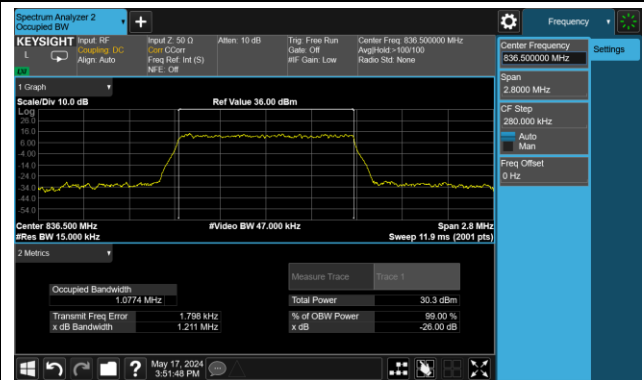 Spectrum Analyzer 2
Occupied BW
Frequency
KEYSIGHT Input: RF Input Z: 50 Ω Atten: 10 dB Trig: Free Run Center Freq: 836.500000 MHz
L Coupling: DC Corr CCorr Gate: Off Avg|Hold:>100/100
Align: Auto Freq Ref: Int (S) #IF Gain: Low Radio Std: None
NFE: Off
Center Frequency
836.500000 MHz
Settings
Span
2.8000 MHz
CF Step
280.000 kHz
Auto
Man
Freq Offset
0 Hz
1 Graph
Scale/Div 10.0 dB Ref Value 36.00 dBm
Log
26.0
16.0
6.00
-4.00
-14.0
-24.0
-34.0
-44.0
-54.0
Center 836.500 MHz #Video BW 47.000 kHz Span 2.8 MHz
#Res BW 15.000 kHz Sweep 11.9 ms (2001 pts)
2 Metrics
Measure Trace Trace 1
Occupied Bandwidth
1.0774 MHz Total Power 30.3 dBm
Transmit Freq Error 1.798 kHz % of OBW Power 99.00 %
x dB Bandwidth 1.211 MHz x dB -26.00 dB
May 17, 2024
3:51:48 PM